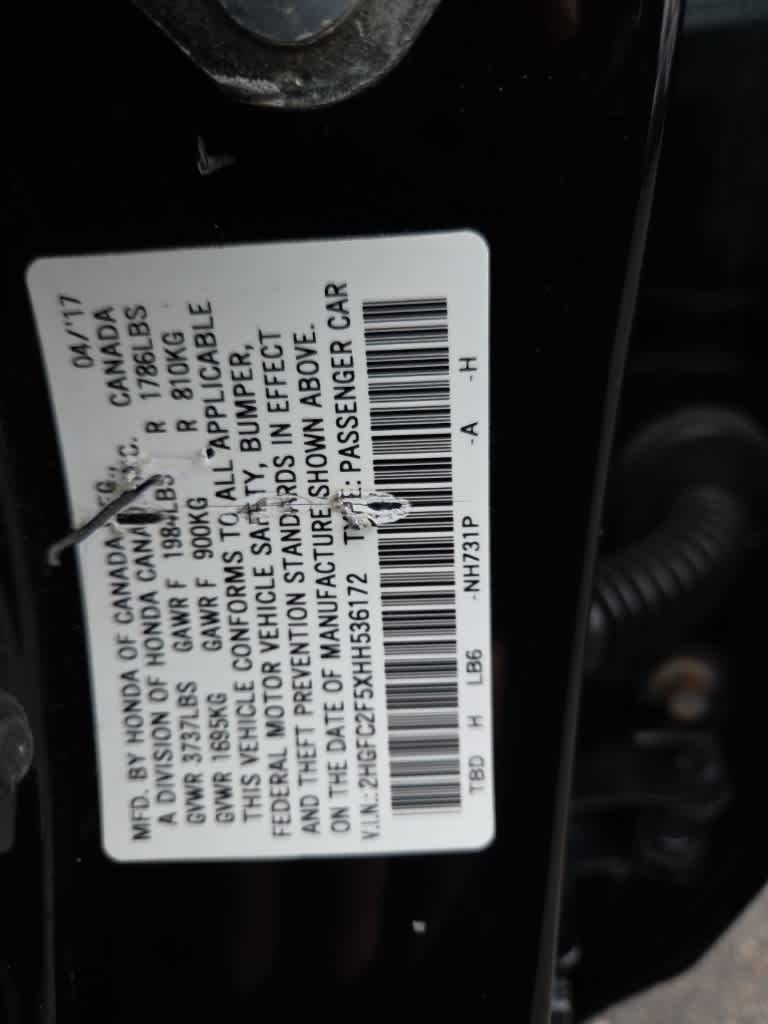 MFD. BY HONDA OF CANADA 04/'17
A DIVISION OF HONDA CANADA CANADA
GVWR 3737LBS GAWR F 1984LBS R 1786LBS
GVWR 1695KG GAWR F 900KG R 810KG
THIS VEHICLE CONFORMS TO ALL APPLICABLE
FEDERAL MOTOR VEHICLE SAFETY, BUMPER,
AND THEFT PREVENTION STANDARDS IN EFFECT
ON THE DATE OF MANUFACTURE SHOWN ABOVE.
V.I.N.: 2HGFC2F5XHH536172 TYPE: PASSENGER CAR
TBD H LB6 -NH731P -A -H